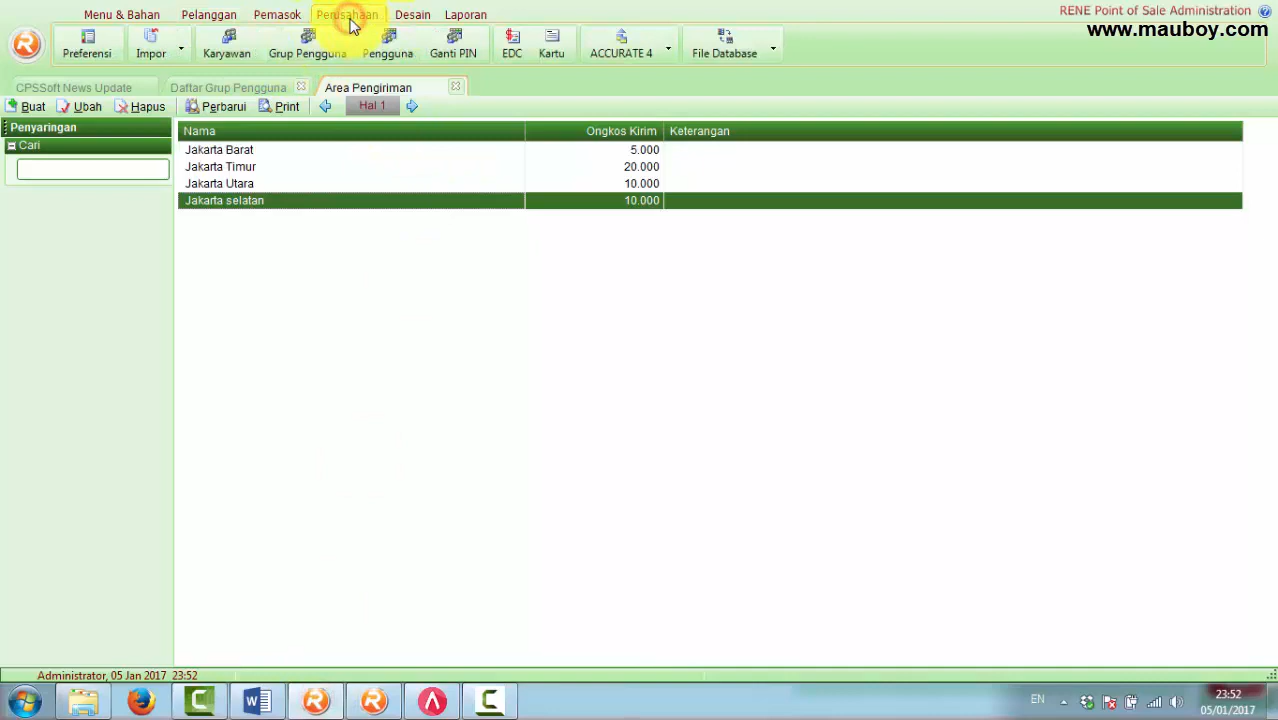 Menu & Bahan Pelanggan Pemasok Perusahaan Desain Laporan
RENE Point of Sale Administration
www.mauboy.com
Preferensi Impor Karyawan Grup Pengguna Pengguna Ganti PIN EDC Kartu ACCURATE 4 File Database
CPSSoft News Update Daftar Grup Pengguna Area Pengiriman
Buat Ubah Hapus Perbarui Print Hal 1
Penyaringan
Cari
Nama Ongkos Kirim Keterangan
Jakarta Barat 5.000
Jakarta Timur 20.000
Jakarta Utara 10.000
Jakarta selatan 10.000
Administrator, 05 Jan 2017 23:52
EN
23:52
05/01/2017